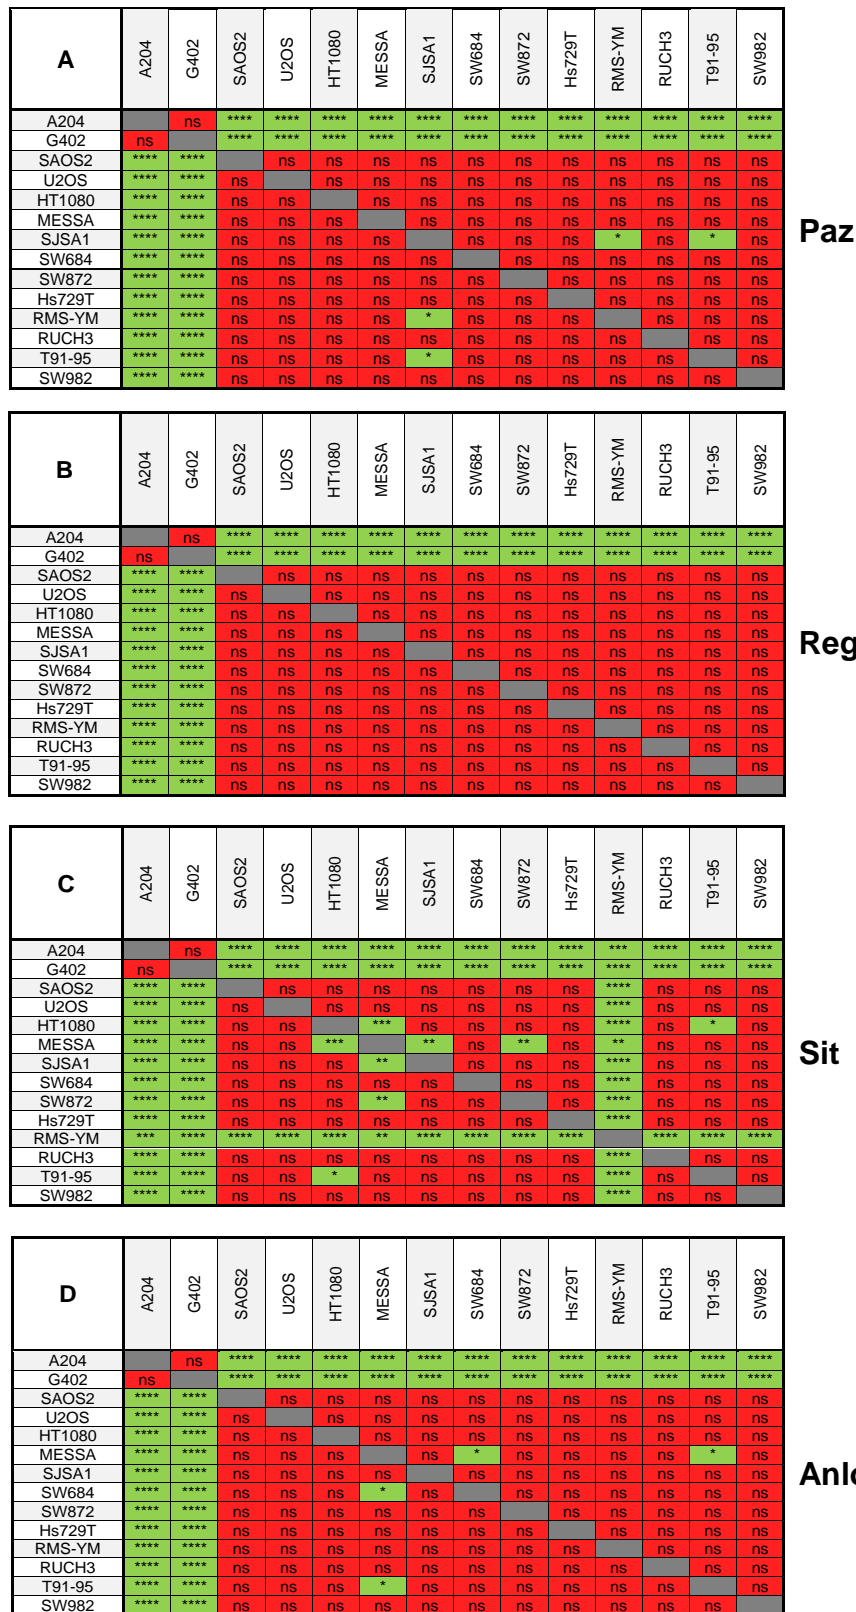 A A204 G402 SAOS2 U2OS HT1080 MESSA SJSA1 SW684 SW872 Hs729T RMS-YM RUCH3 T91-95 SW982
A204 ns **** **** **** **** **** **** **** **** **** **** **** ****
G402 ns **** **** **** **** **** **** **** **** **** **** **** ****
SAOS2 **** **** ns ns ns ns ns ns ns ns ns ns ns
U2OS **** **** ns ns ns ns ns ns ns ns ns ns ns
HT1080 **** **** ns ns ns ns ns ns ns ns ns ns ns
MESSA **** **** ns ns ns ns ns ns ns ns ns ns ns
SJSA1 **** **** ns ns ns ns ns ns ns * ns * ns
SW684 **** **** ns ns ns ns ns ns ns ns ns ns ns
SW872 **** **** ns ns ns ns ns ns ns ns ns ns ns
Hs729T **** **** ns ns ns ns ns ns ns ns ns ns ns
RMS-YM **** **** ns ns ns ns * ns ns ns ns ns ns
RUCH3 **** **** ns ns ns ns ns ns ns ns ns ns ns
T91-95 **** **** ns ns ns ns * ns ns ns ns ns ns
SW982 **** **** ns ns ns ns ns ns ns ns ns ns ns
Paz
B A204 G402 SAOS2 U2OS HT1080 MESSA SJSA1 SW684 SW872 Hs729T RMS-YM RUCH3 T91-95 SW982
A204 ns **** **** **** **** **** **** **** **** **** **** **** ****
G402 ns **** **** **** **** **** **** **** **** **** **** **** ****
SAOS2 **** **** ns ns ns ns ns ns ns ns ns ns ns
U2OS **** **** ns ns ns ns ns ns ns ns ns ns ns
HT1080 **** **** ns ns ns ns ns ns ns ns ns ns ns
MESSA **** **** ns ns ns ns ns ns ns ns ns ns ns
SJSA1 **** **** ns ns ns ns ns ns ns ns ns ns ns
SW684 **** **** ns ns ns ns ns ns ns ns ns ns ns
SW872 **** **** ns ns ns ns ns ns ns ns ns ns ns
Hs729T **** **** ns ns ns ns ns ns ns ns ns ns ns
RMS-YM **** **** ns ns ns ns ns ns ns ns ns ns ns
RUCH3 **** **** ns ns ns ns ns ns ns ns ns ns ns
T91-95 **** **** ns ns ns ns ns ns ns ns ns ns ns
SW982 **** **** ns ns ns ns ns ns ns ns ns ns ns
Reg
C A204 G402 SAOS2 U2OS HT1080 MESSA SJSA1 SW684 SW872 Hs729T RMS-YM RUCH3 T91-95 SW982
A204 ns **** **** **** **** **** **** **** **** *** **** **** ****
G402 ns **** **** **** **** **** **** **** **** **** **** **** ****
SAOS2 **** **** ns ns ns ns ns ns ns **** ns ns ns
U2OS **** **** ns ns ns ns ns ns ns **** ns ns ns
HT1080 **** **** ns ns *** ns ns ns ns **** ns * ns
MESSA **** **** ns ns *** ** ns ** ns ** ns ns ns
SJSA1 **** **** ns ns ns ** ns ns ns **** ns ns ns
SW684 **** **** ns ns ns ns ns ns ns **** ns ns ns
SW872 **** **** ns ns ns ** ns ns ns **** ns ns ns
Hs729T **** **** ns ns ns ns ns ns ns **** ns ns ns
RMS-YM *** **** **** **** **** ** **** **** **** **** **** **** ****
RUCH3 **** **** ns ns ns ns ns ns ns ns **** ns ns
T91-95 **** **** ns ns * ns ns ns ns ns **** ns ns
SW982 **** **** ns ns ns ns ns ns ns ns **** ns ns
Sit
D A204 G402 SAOS2 U2OS HT1080 MESSA SJSA1 SW684 SW872 Hs729T RMS-YM RUCH3 T91-95 SW982
A204 ns **** **** **** **** **** **** **** **** **** **** **** ****
G402 ns **** **** **** **** **** **** **** **** **** **** **** ****
SAOS2 **** **** ns ns ns ns ns ns ns ns ns ns ns
U2OS **** **** ns ns ns ns ns ns ns ns ns ns ns
HT1080 **** **** ns ns ns ns ns ns ns ns ns ns ns
MESSA **** **** ns ns ns ns * ns ns ns ns * ns
SJSA1 **** **** ns ns ns ns ns ns ns ns ns ns ns
SW684 **** **** ns ns ns * ns ns ns ns ns ns ns
SW872 **** **** ns ns ns ns ns ns ns ns ns ns ns
Hs729T **** **** ns ns ns ns ns ns ns ns ns ns ns
RMS-YM **** **** ns ns ns ns ns ns ns ns ns ns ns
RUCH3 **** **** ns ns ns ns ns ns ns ns ns ns ns
T91-95 **** **** ns ns ns * ns ns ns ns ns ns ns
SW982 **** **** ns ns ns ns ns ns ns ns ns ns ns